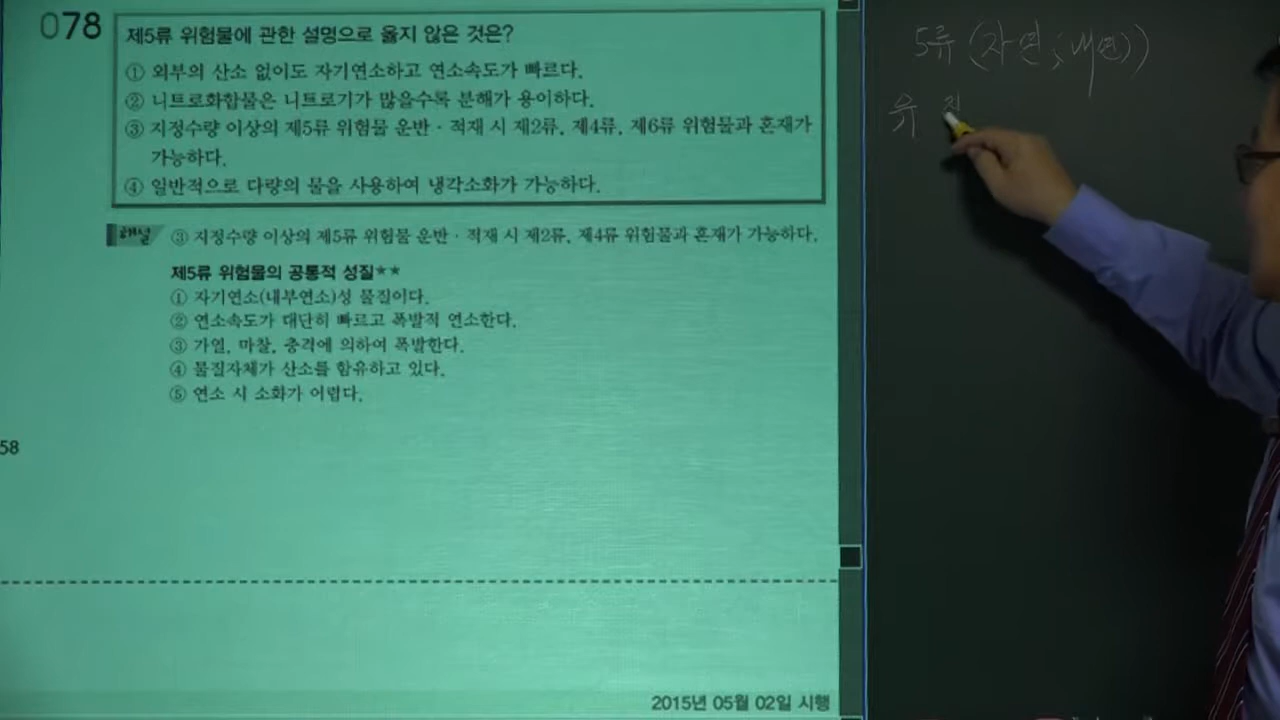 078
제5류 위험물에 관한 설명으로 옳지 않은 것은?
① 외부의 산소 없이도 자기연소하고 연소속도가 빠르다.
② 니트로화합물은 니트로기가 많을수록 분해가 용이하다.
③ 지정수량 이상의 제5류 위험물 운반·적재 시 제2류, 제4류, 제6류 위험물과 혼재가
가능하다.
④ 일반적으로 다량의 물을 사용하여 냉각소화가 가능하다.
해설 ③ 지정수량 이상의 제5류 위험물 운반·적재 시 제2류, 제4류 위험물과 혼재가 가능하다.
제5류 위험물의 공통적 성질★★
① 자기연소(내부연소)성 물질이다.
② 연소속도가 대단히 빠르고 폭발적 연소한다.
③ 가열, 마찰, 충격에 의하여 폭발한다.
④ 물질자체가 산소를 함유하고 있다.
⑤ 연소 시 소화가 어렵다.
58
2015년 05월 02일 시행
5류 (자연; 내연))
유 질